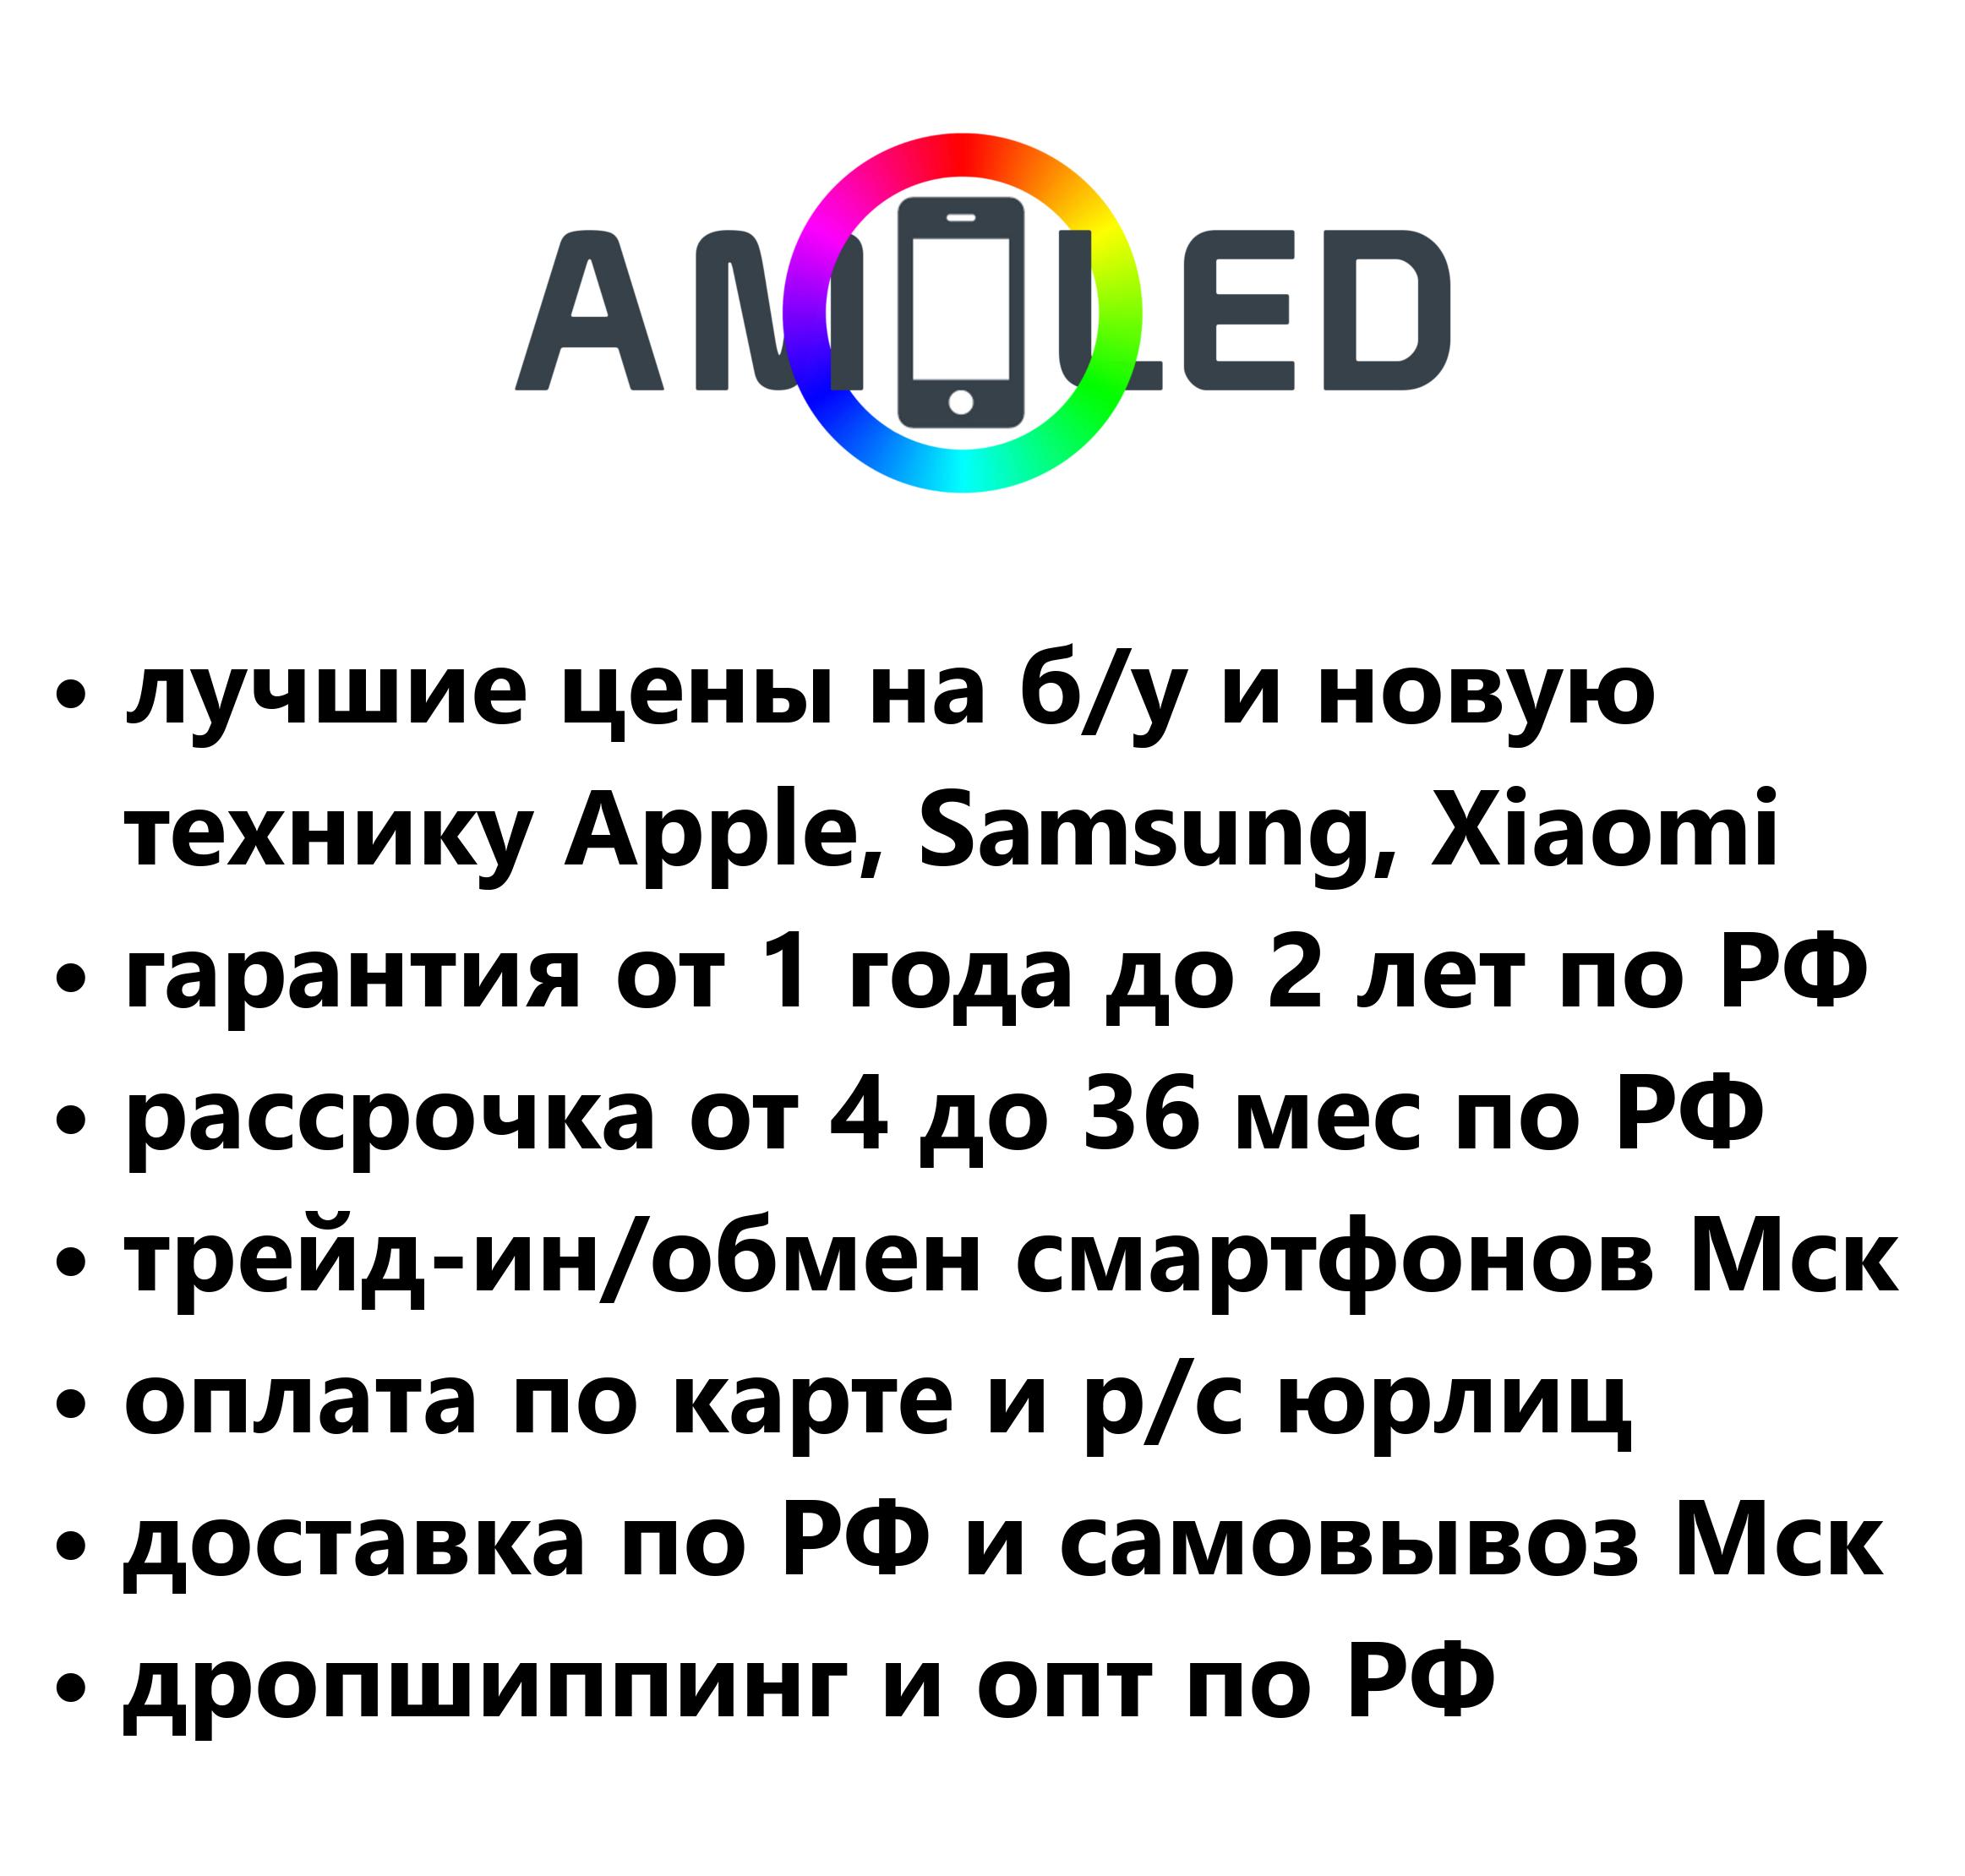 AMOLED
• лучшие цены на б/у и новую
технику Apple, Samsung, Xiaomi
• гарантия от 1 года до 2 лет по РФ
• рассрочка от 4 до 36 мес по РФ
• трейд-ин/обмен смартфонов Мск
• оплата по карте и р/с юрлиц
• доставка по РФ и самовывоз Мск
• дропшиппинг и опт по РФ